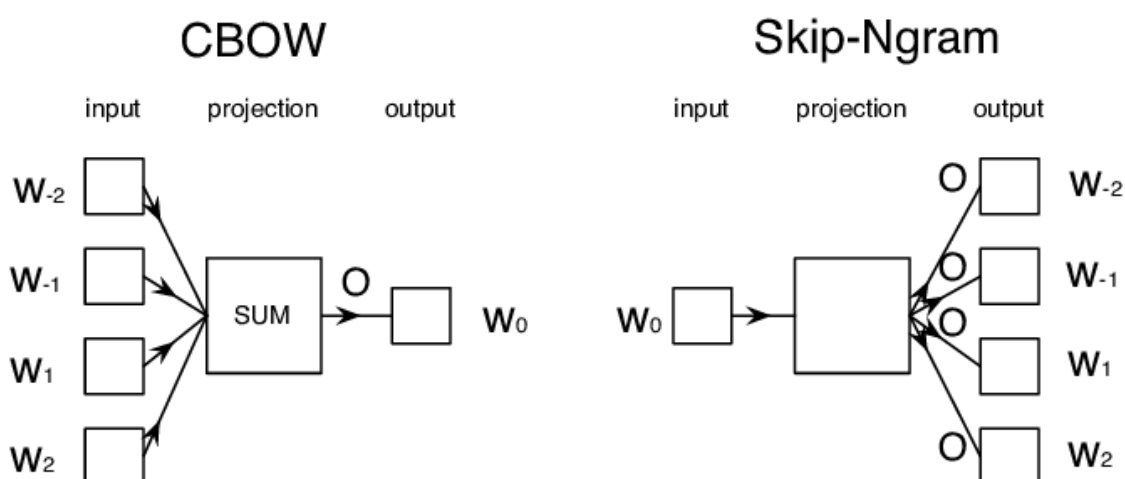 CBOW
Skip-Ngram
input projection output
input projection output
w-2
w-1
w1
w2
SUM
O
w0
w0
O
O
O
O
w-2
w-1
w1
w2